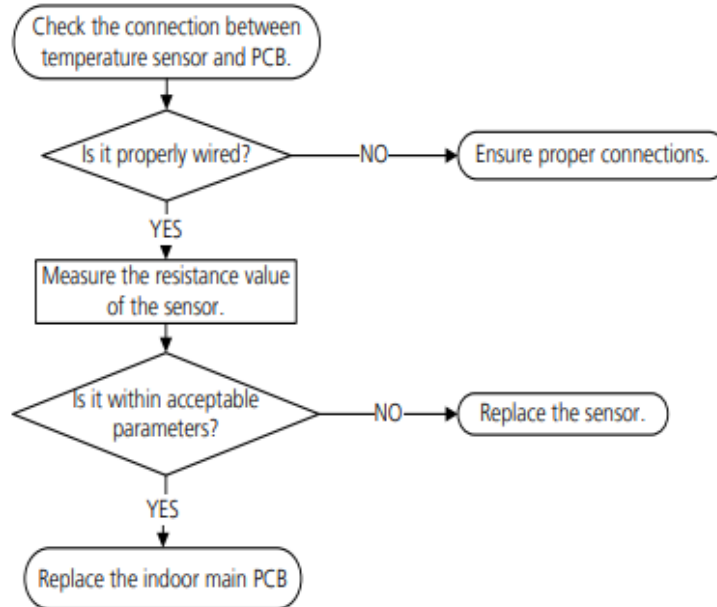 Check the connection between
temperature sensor and PCB.
Is it properly wired?
NO
Ensure proper connections.
YES
Measure the resistance value
of the sensor.
Is it within acceptable
parameters?
NO
Replace the sensor.
YES
Replace the indoor main PCB